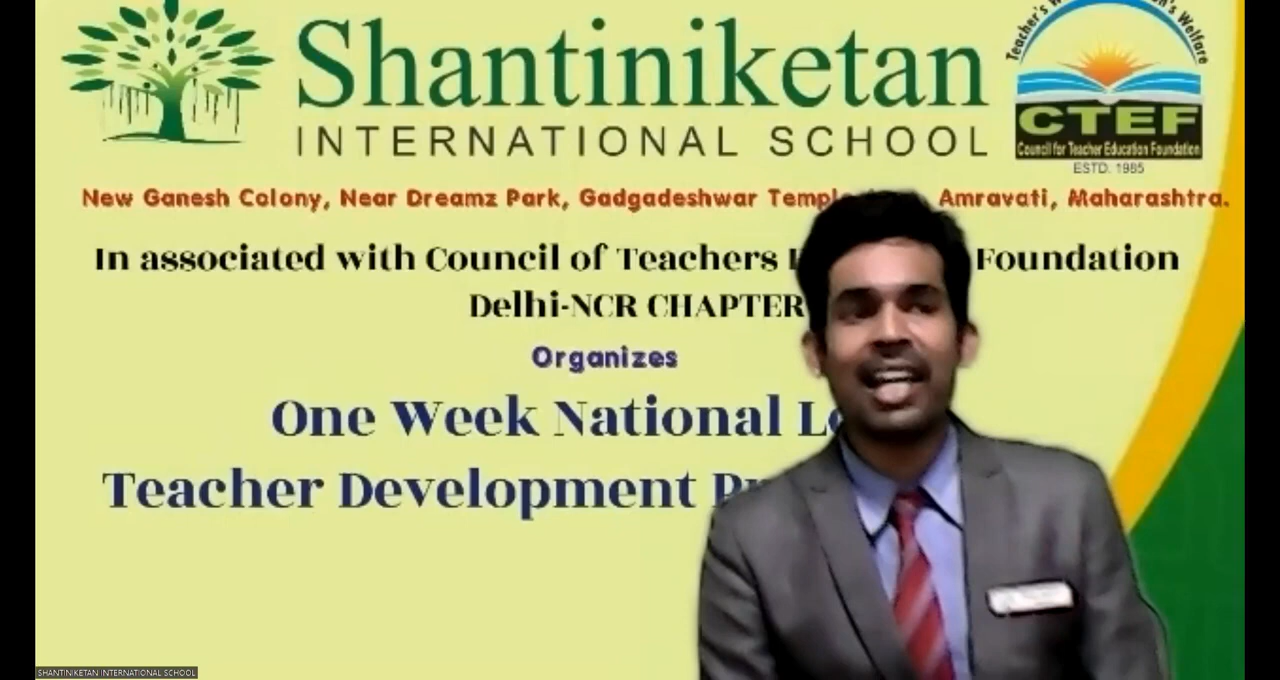 Shantiniketan
INTERNATIONAL SCHOOL
Teacher's W
n's Welfare
CTEF
Council for Teacher Education Foundation
ESTD. 1985
New Ganesh Colony, Near Dreamz Park, Gadgadeshwar Temple Amravati, Maharashtra.
In associated with Council of Teachers Foundation
Delhi-NCR CHAPTER
Organizes
One Week National
Teacher Development
SHANTINIKETAN INTERNATIONAL SCHOOL